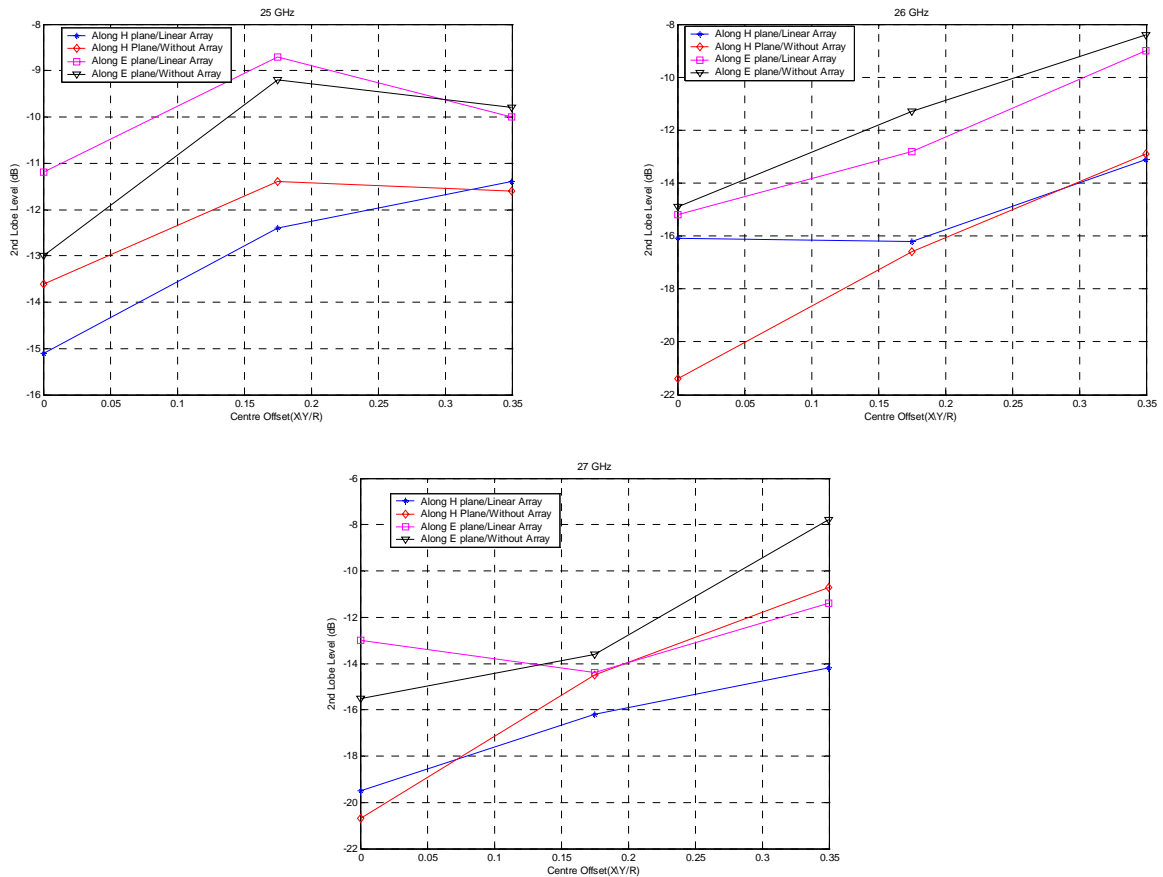 25 GHz
-8
-9
-10
-11
-12
-13
-14
-15
-16
2nd Lobe Level (dB)
Along H plane/Linear Array
Along H Plane/Without Array
Along E plane/Linear Array
Along E plane/Without Array
0 0.05 0.1 0.15 0.2 0.25 0.3 0.35
Centre Offset(X\Y/R)
26 GHz
-8
-10
-12
-14
-16
-18
-20
-22
2nd Lobe Level (dB)
Along H plane/Linear Array
Along H Plane/Without Array
Along E plane/Linear Array
Along E plane/Without Array
0 0.05 0.1 0.15 0.2 0.25 0.3 0.35
Centre Offset(X\Y/R)
27 GHz
-6
-8
-10
-12
-14
-16
-18
-20
-22
2nd Lobe Level (dB)
Along H plane/Linear Array
Along H Plane/Without Array
Along E plane/Linear Array
Along E plane/Without Array
0 0.05 0.1 0.15 0.2 0.25 0.3 0.35
Centre Offset(X\Y/R)